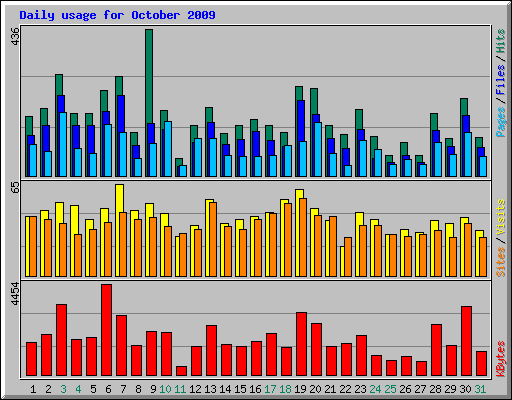 Daily usage for October 2009
436
Pages / Files / Hits
65
Sites / Visits
4454
KBytes
1 2 3 4 5 6 7 8 9 10 11 12 13 14 15 16 17 18 19 20 21 22 23 24 25 26 27 28 29 30 31